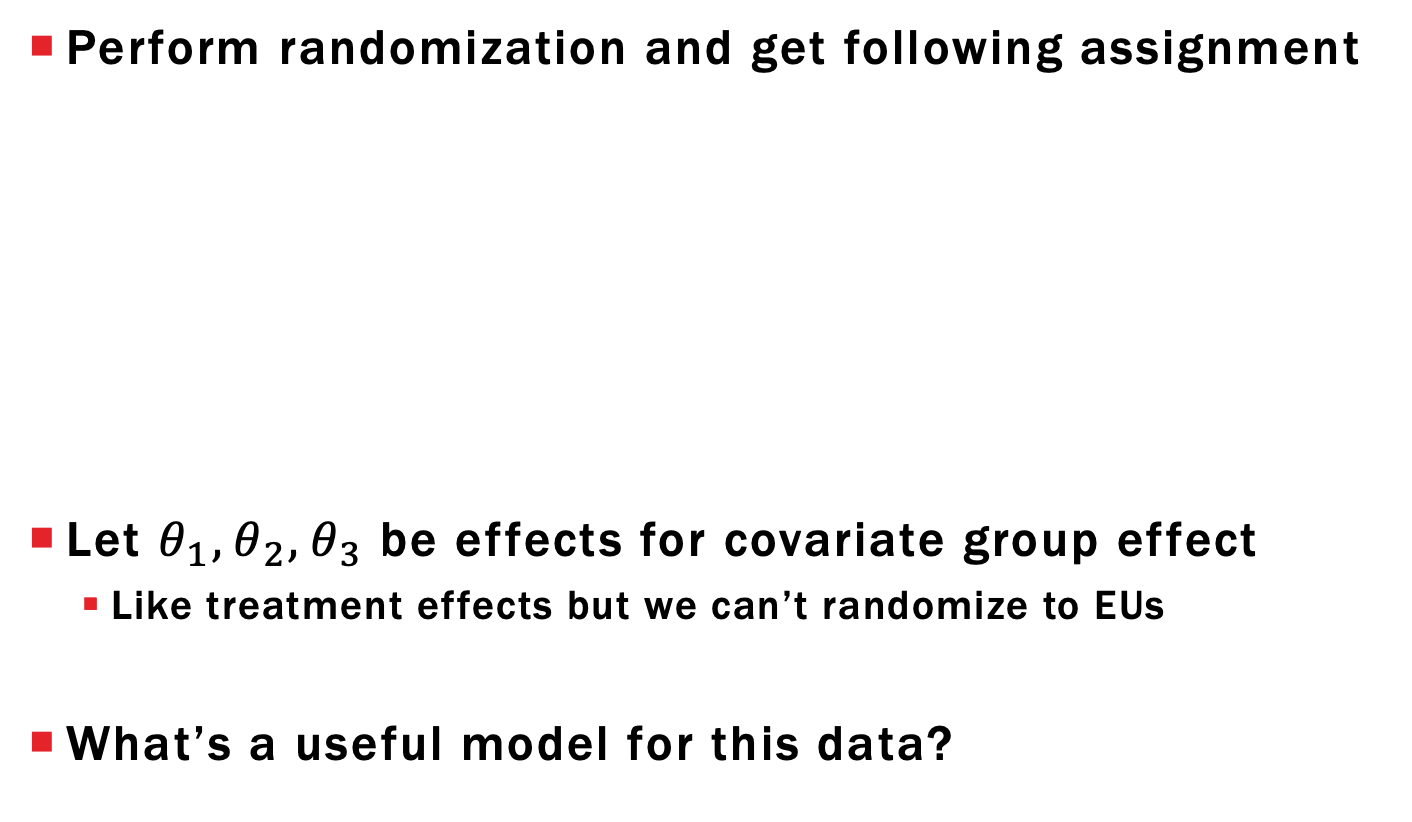 Perform randomization and get following assignment
Let θ₁, θ₂, θ₃ be effects for covariate group effect
Like treatment effects but we can’t randomize to EUs
What’s a useful model for this data?